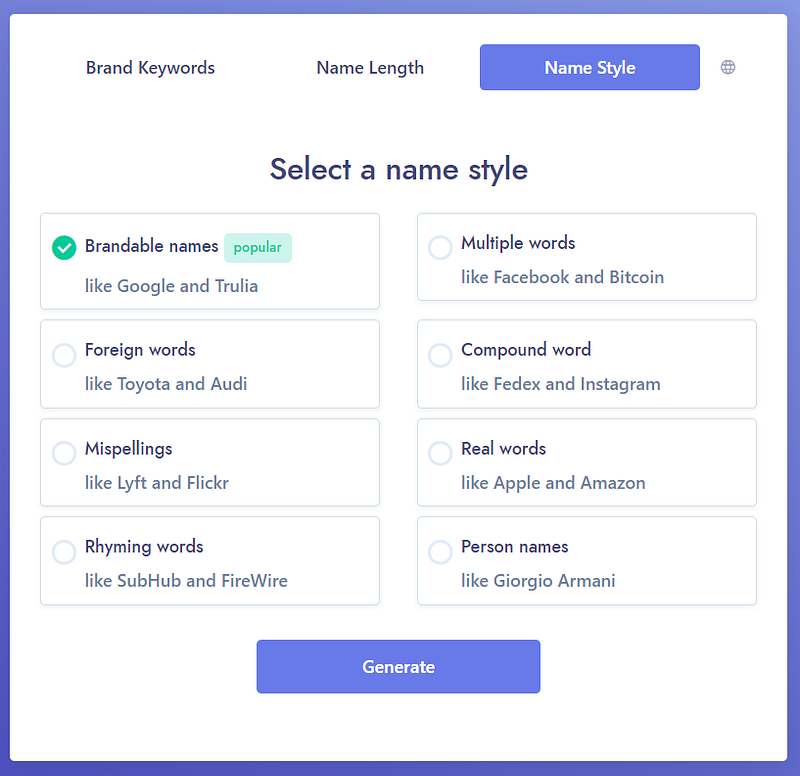 Brand Keywords
Name Length
Name Style
Select a name style
Brandable names popular
like Google and Trulia
Multiple words
like Facebook and Bitcoin
Foreign words
like Toyota and Audi
Compound word
like Fedex and Instagram
Mispellings
like Lyft and Flickr
Real words
like Apple and Amazon
Rhyming words
like SubHub and FireWire
Person names
like Giorgio Armani
Generate